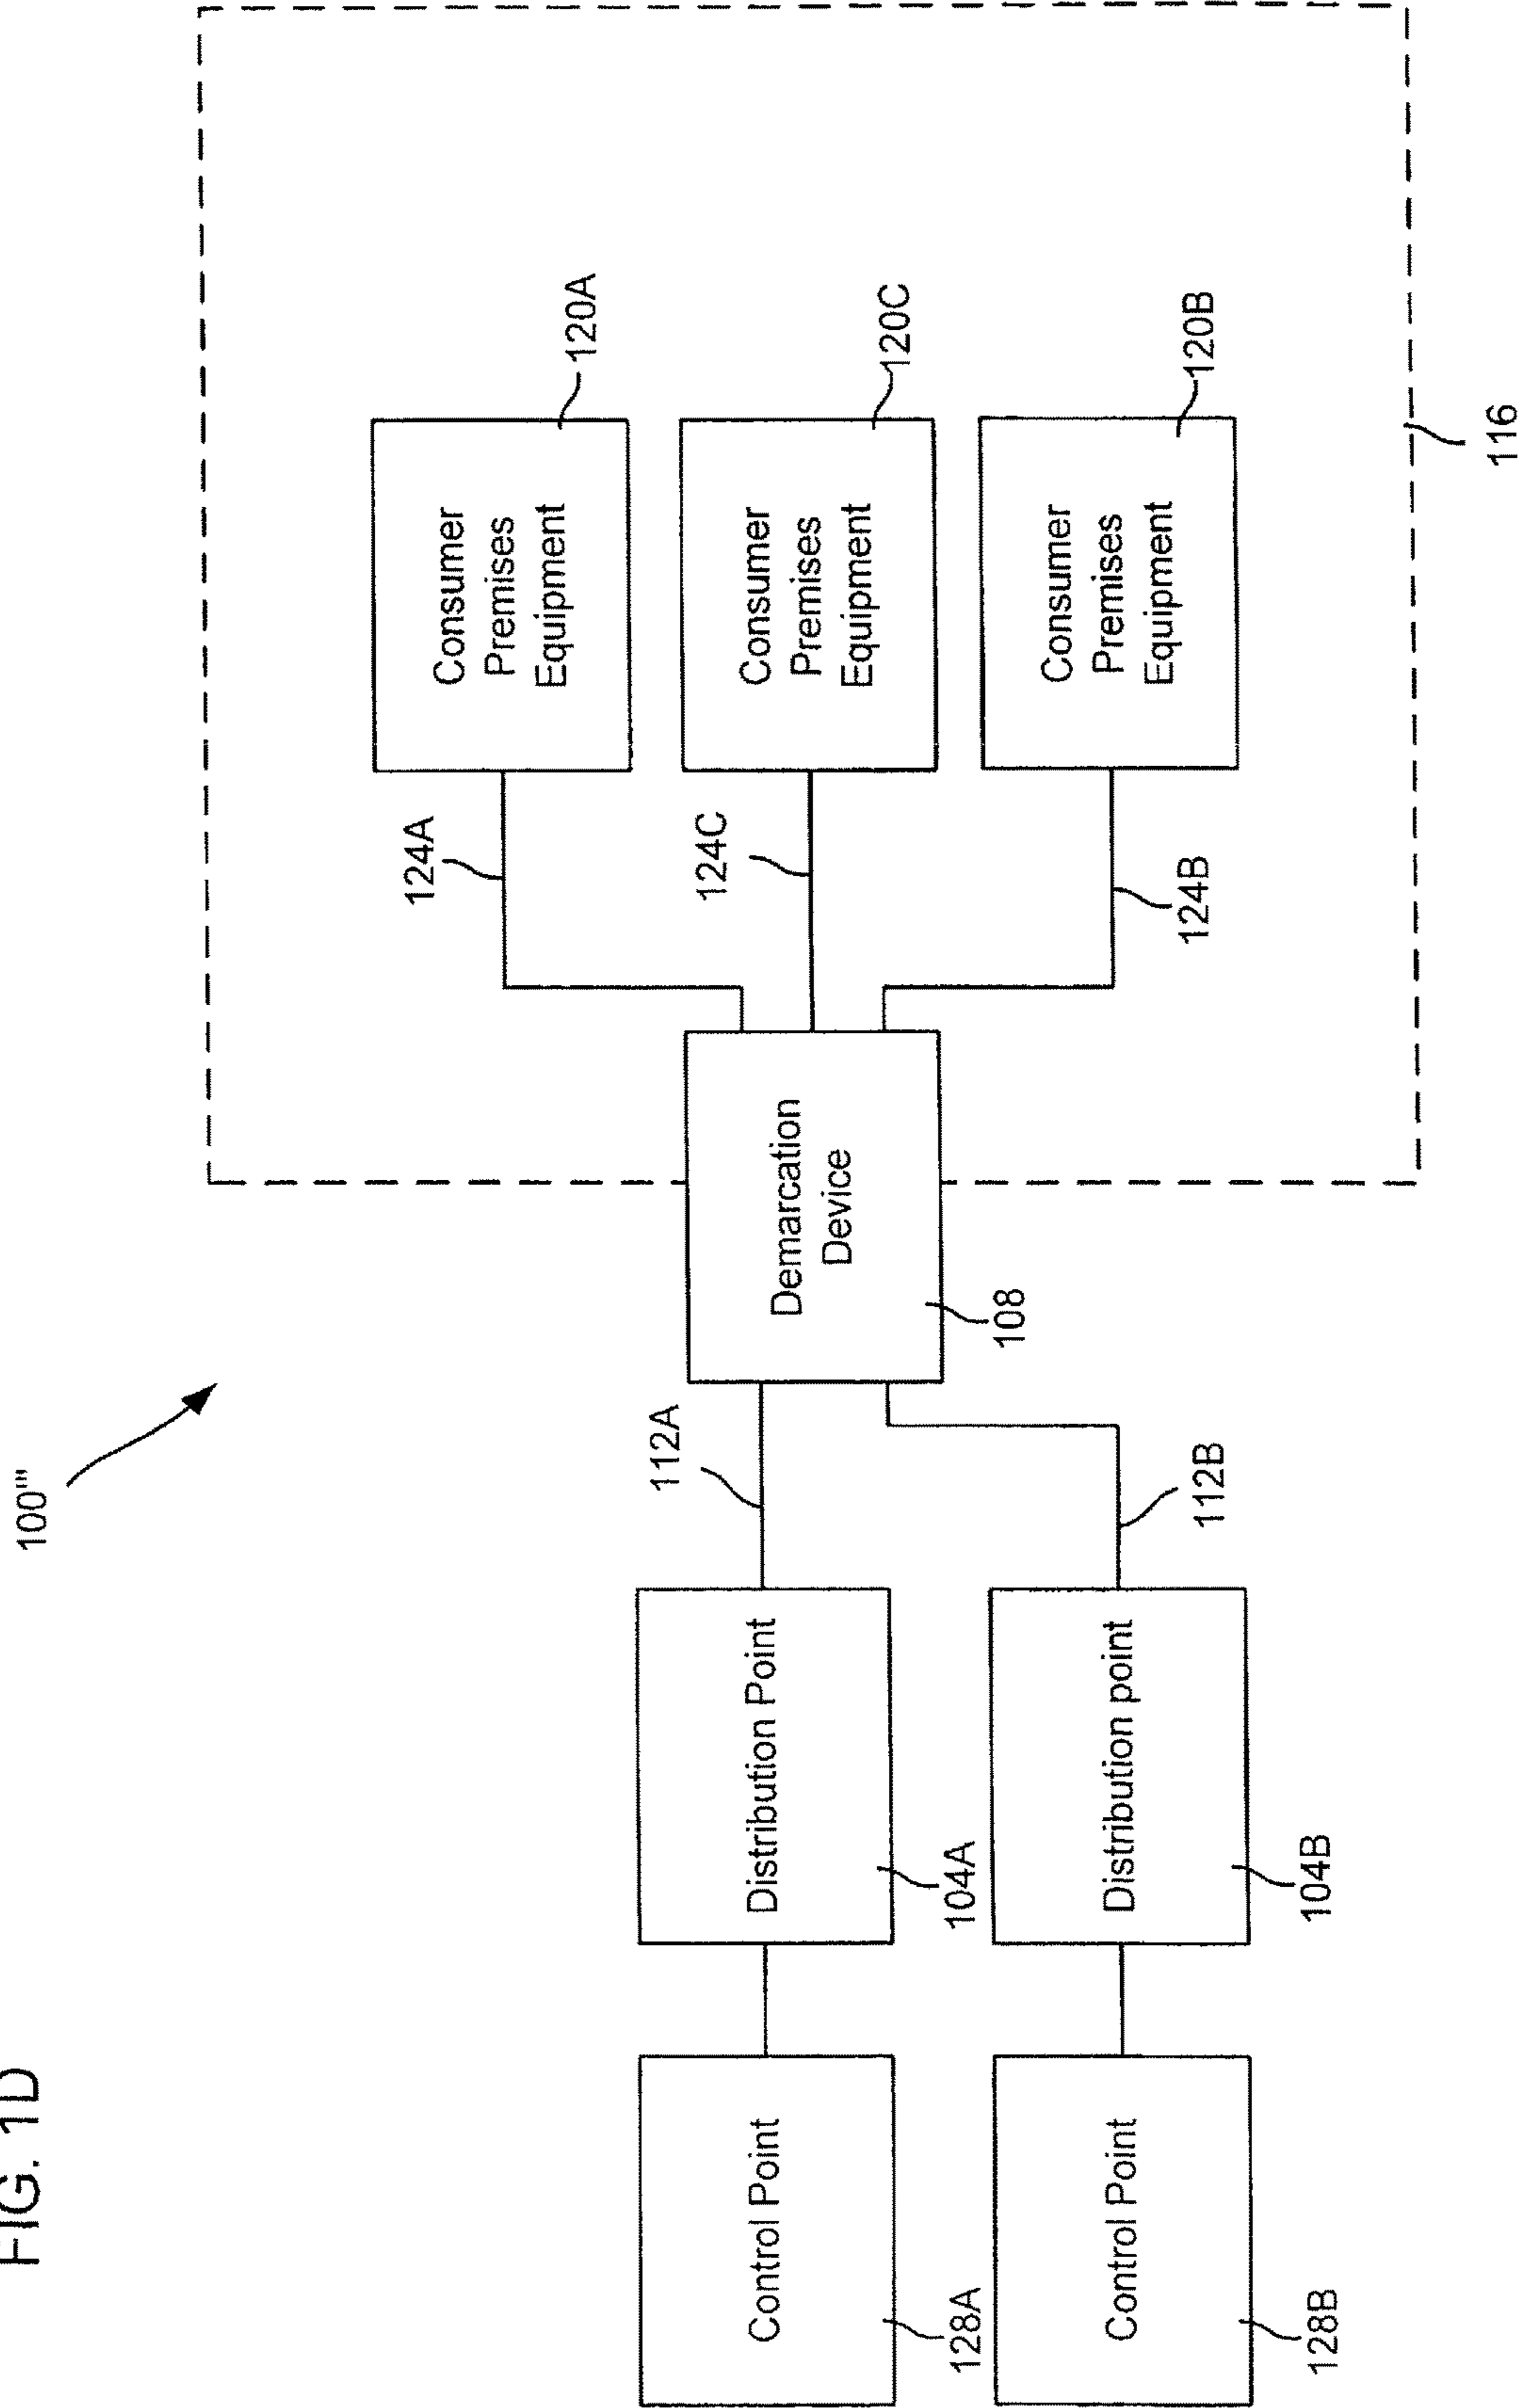 FIG. 1D
100'''
Control Point
128A
Control Point
128B
Distribution Point
104A
Distribution point
104B
112A
112B
Demarcation
Device
108
124A
124C
124B
Consumer
Premises
Equipment
120A
Consumer
Premises
Equipment
120C
Consumer
Premises
Equipment
120B
116